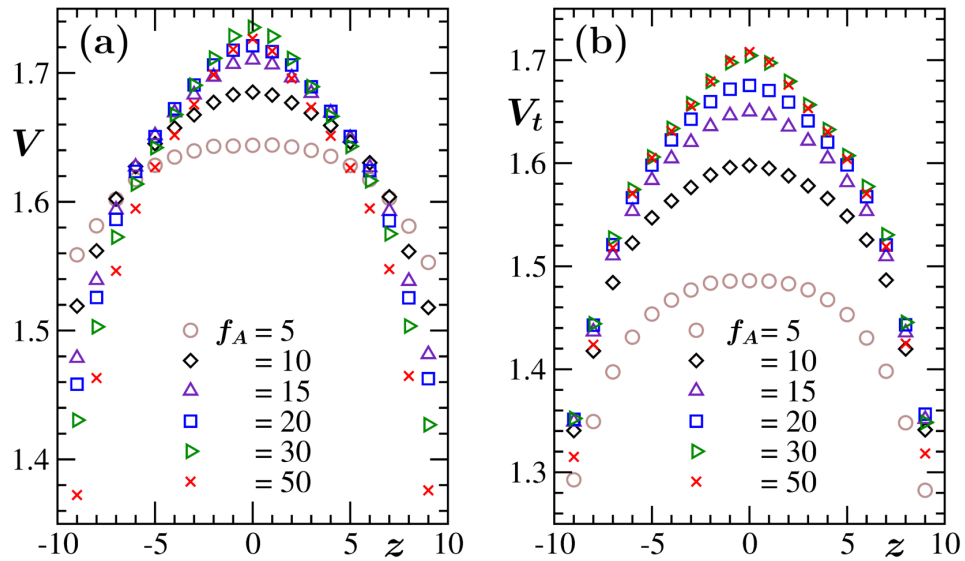 (a)
V
1.7
1.6
1.5
1.4
f_A = 5
= 10
= 15
= 20
= 30
= 50
-10 -5 0 5 z 10
(b)
V_t
1.7
1.6
1.5
1.4
1.3
f_A = 5
= 10
= 15
= 20
= 30
= 50
-10 -5 0 5 z 10